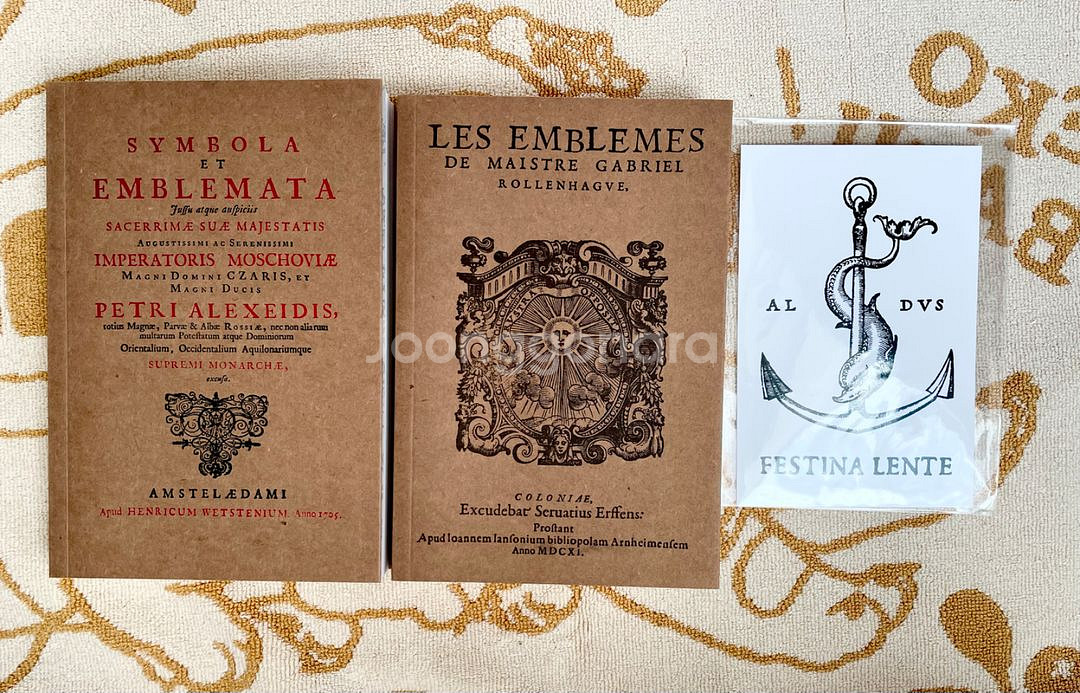 SYMBOLA
ET
EMBLEMATA
Jussu atque auspiciis
SACERRIMÆ SUÆ MAJESTATIS
AUGUSTISSIMI AC SERENISSIMI
IMPERATORIS MOSCHOVIÆ
MAGNI DOMINI CZARIS, ET
MAGNI DUCIS
PETRI ALEXEIDIS,
totius Magnæ, Parvæ & Albæ ROSSIÆ, nec non aliarum
multarum Potestatum atque Dominiorum
Orientalium, Occidentalium Aquilonariumque
SUPREMI MONARCHÆ,
excusa.
AMSTELÆDAMI
Apud HENRICUM WETSTENIUM. Anno 1705.
LES EMBLEMES
DE MAISTRE GABRIEL
ROLLENHAGVE,
COLONIAE,
Excudebat Seruatius Erffens:
Prostant
Apud Ioannem Iansonium bibliopolam Arnheimensem
Anno MDCXI.
AL DVS
FESTINA LENTE
Joonggonara